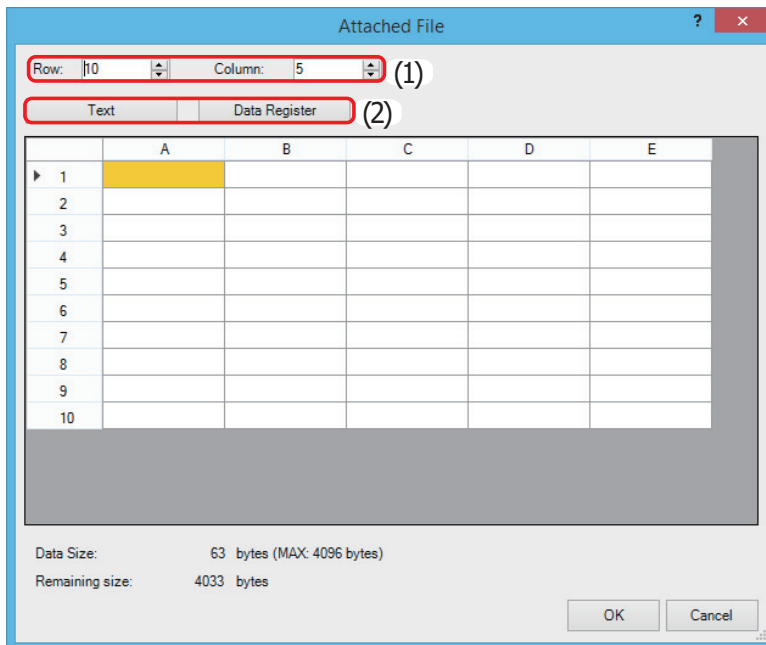 Attached File ? ×
Row: 10 Column: 5 (1)
Text Data Register (2)
A B C D E
1
2
3
4
5
6
7
8
9
10
Data Size: 63 bytes (MAX: 4096 bytes)
Remaining size: 4033 bytes
OK Cancel